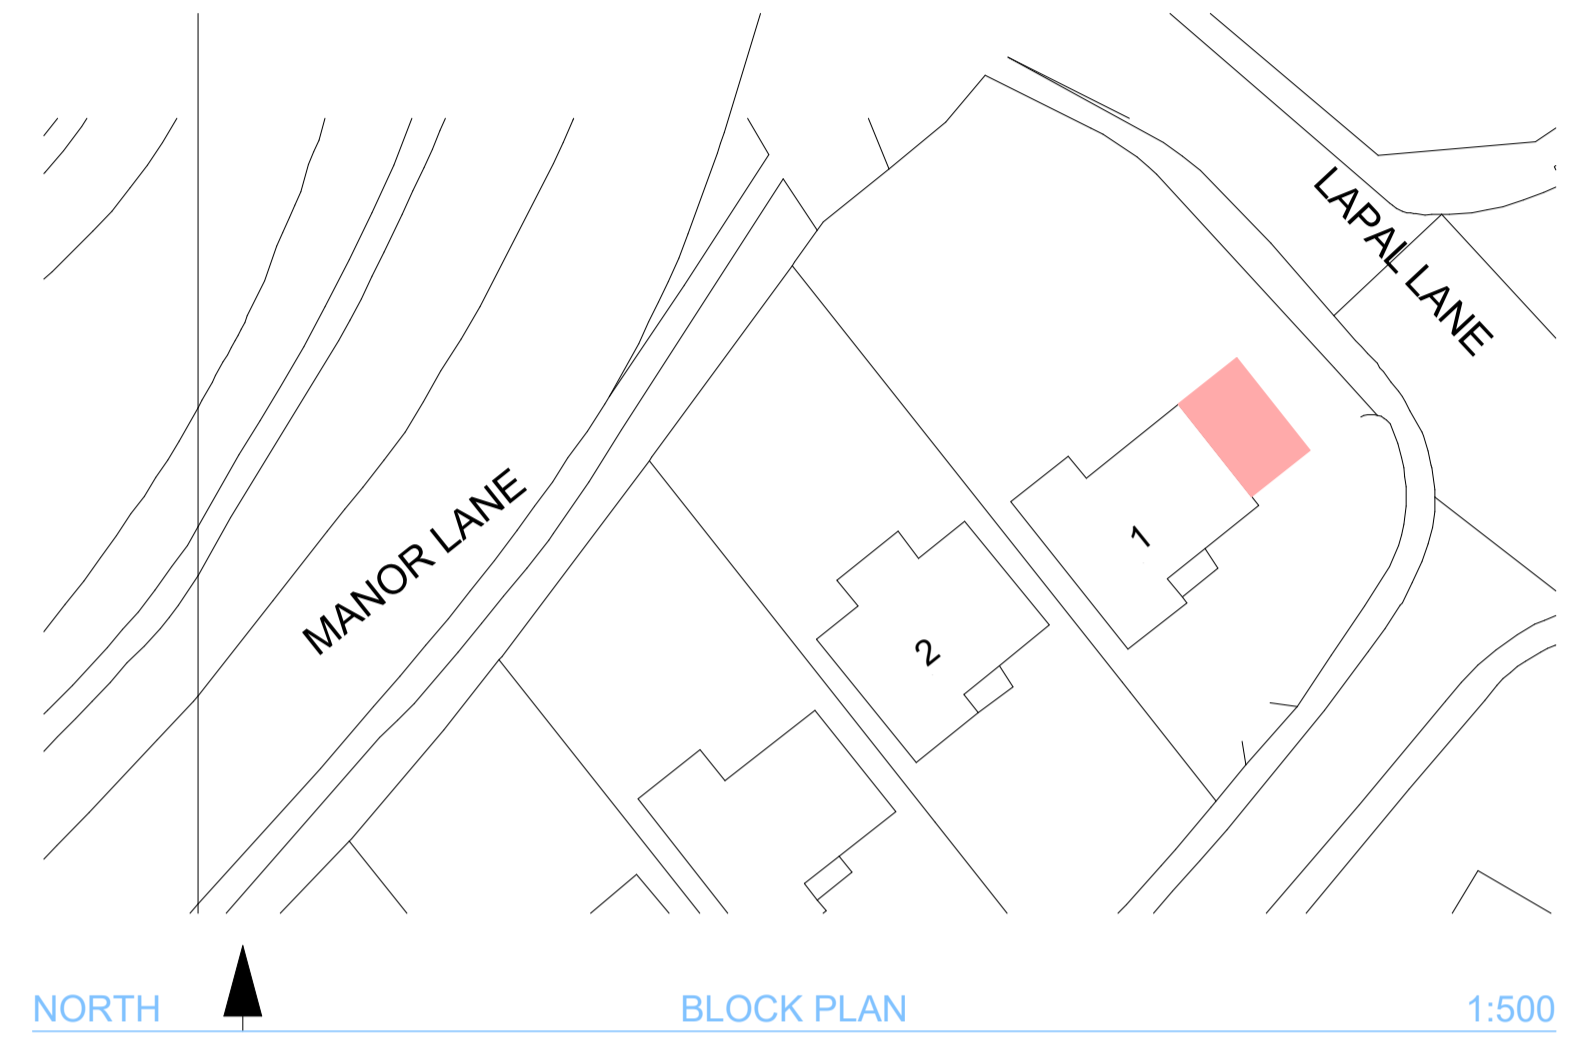 LAPAL LANE
MANOR LANE
1
2
NORTH
BLOCK PLAN
1:500